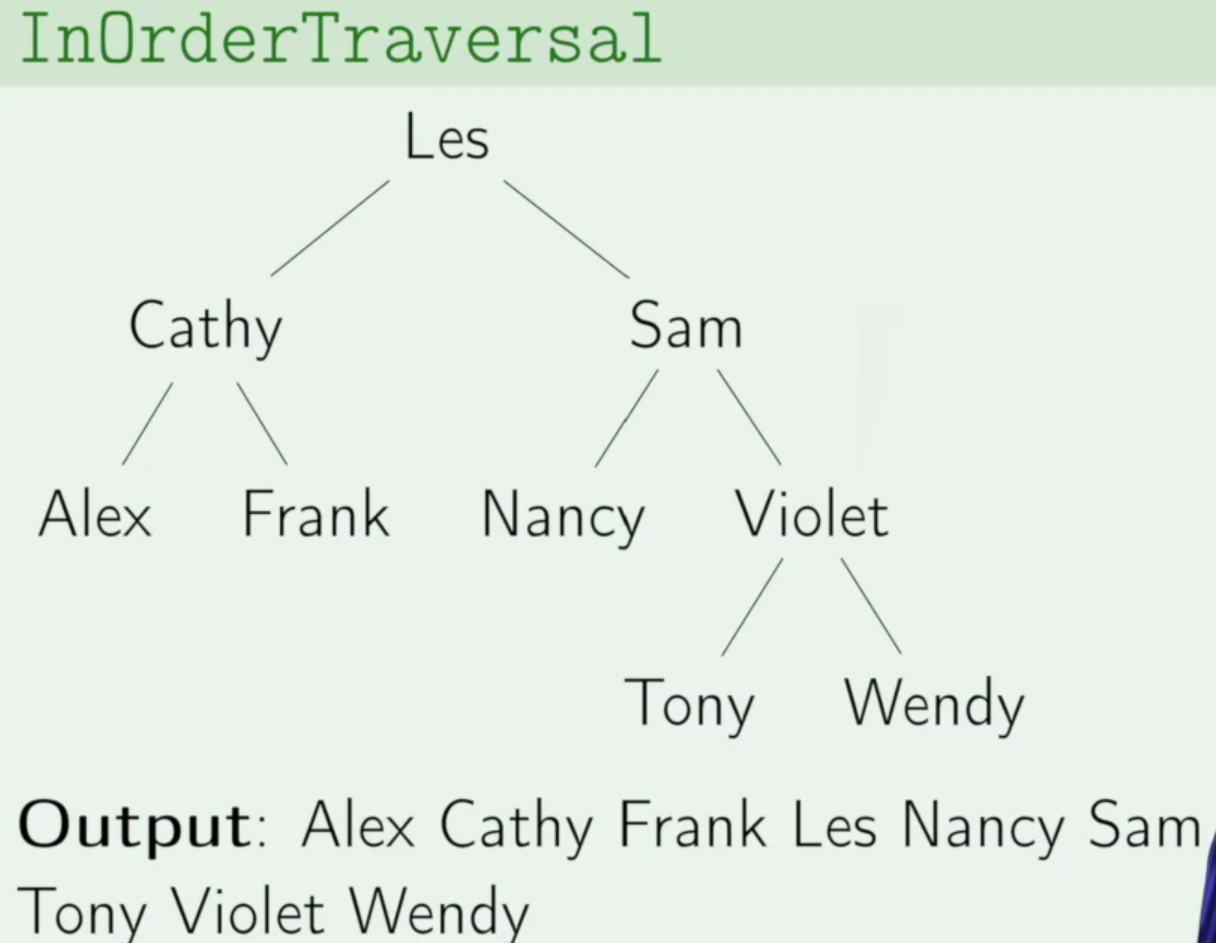 InOrderTraversal
Les
Cathy Sam
Alex Frank Nancy Violet
Tony Wendy
Output: Alex Cathy Frank Les Nancy Sam
Tony Violet Wendy